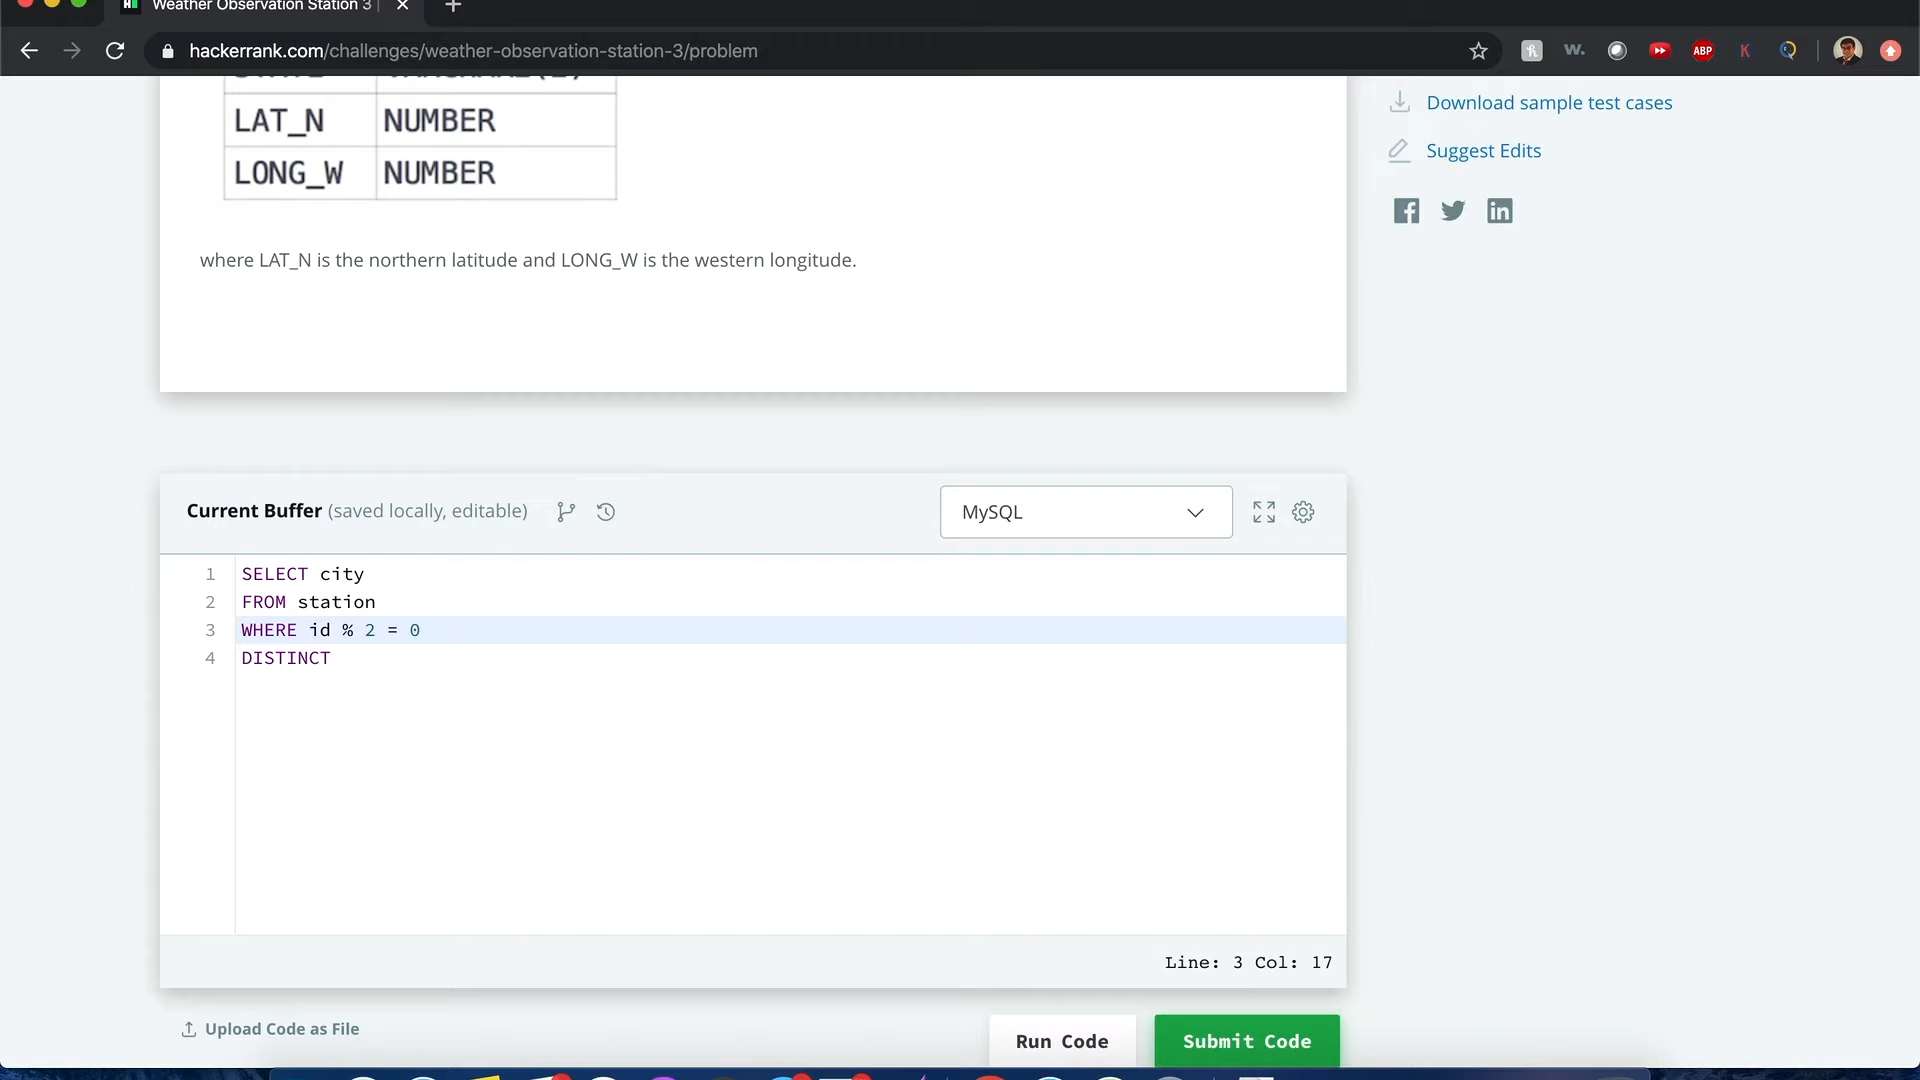 Weather Observation Station 3
hackerrank.com/challenges/weather-observation-station-3/problem
W.
ABP
K
LAT_N NUMBER
LONG_W NUMBER
where LAT_N is the northern latitude and LONG_W is the western longitude.
Download sample test cases
Suggest Edits
Current Buffer (saved locally, editable)
MySQL
1 SELECT city
2 FROM station
3 WHERE id % 2 = 0
4 DISTINCT
Line: 3 Col: 17
Upload Code as File
Run Code
Submit Code